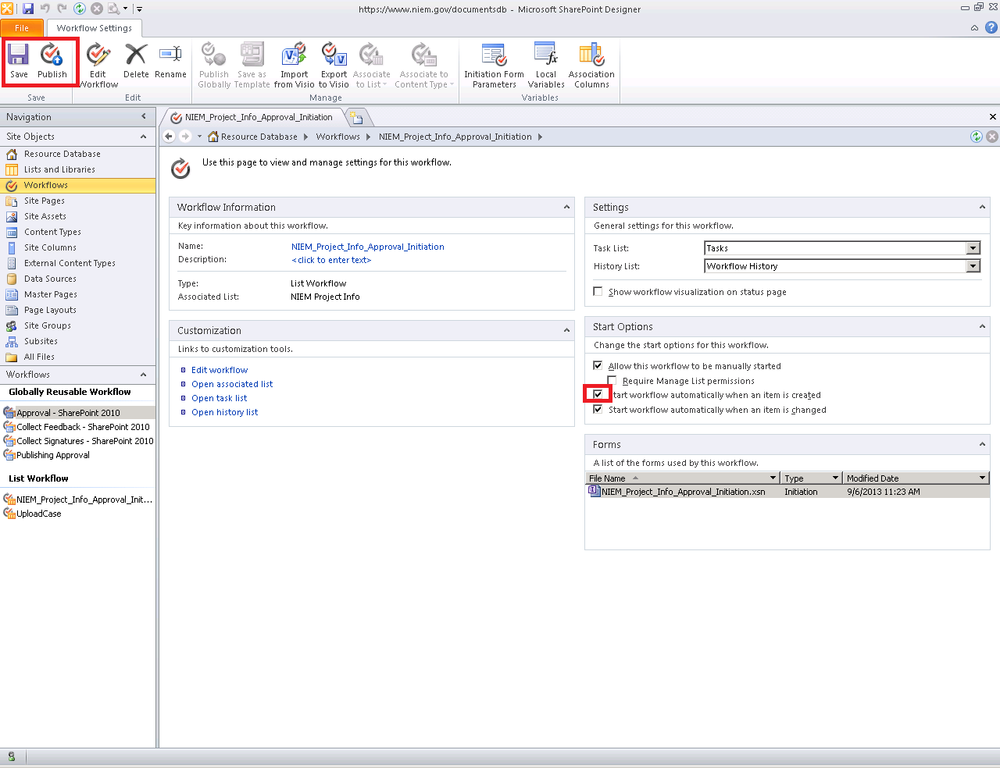 https://www.niem.gov/documentsdb - Microsoft SharePoint Designer
File
Workflow Settings
Save
Publish
Edit Workflow
Delete
Rename
Publish Globally
Save as Template
Import from Visio
Export to Visio
Associate to List
Associate to Content Type
Initiation Form Parameters
Local Variables
Association Columns
Save
Edit
Manage
Variables
Navigation
Site Objects
Resource Database
Lists and Libraries
Workflows
Site Pages
Site Assets
Content Types
Site Columns
External Content Types
Data Sources
Master Pages
Page Layouts
Site Groups
Subsites
All Files
Workflows
Globally Reusable Workflow
Approval - SharePoint 2010
Collect Feedback - SharePoint 2010
Collect Signatures - SharePoint 2010
Publishing Approval
List Workflow
NIEM_Project_Info_Approval_Init...
UploadCase
NIEM_Project_Info_Approval_Initiation
Resource Database
Workflows
NIEM_Project_Info_Approval_Initiation
Use this page to view and manage settings for this workflow.
Workflow Information
Key information about this workflow.
Name: NIEM_Project_Info_Approval_Initiation
Description: <click to enter text>
Type: List Workflow
Associated List: NIEM Project Info
Customization
Links to customization tools.
Edit workflow
Open associated list
Open task list
Open history list
Settings
General settings for this workflow.
Task List: Tasks
History List: Workflow History
Show workflow visualization on status page
Start Options
Change the start options for this workflow.
Allow this workflow to be manually started
Require Manage List permissions
tart workflow automatically when an item is created
Start workflow automatically when an item is changed
Forms
A list of the forms used by this workflow.
File Name Type Modified Date
NIEM_Project_Info_Approval_Initiation.xsn Initiation 9/6/2013 11:23 AM